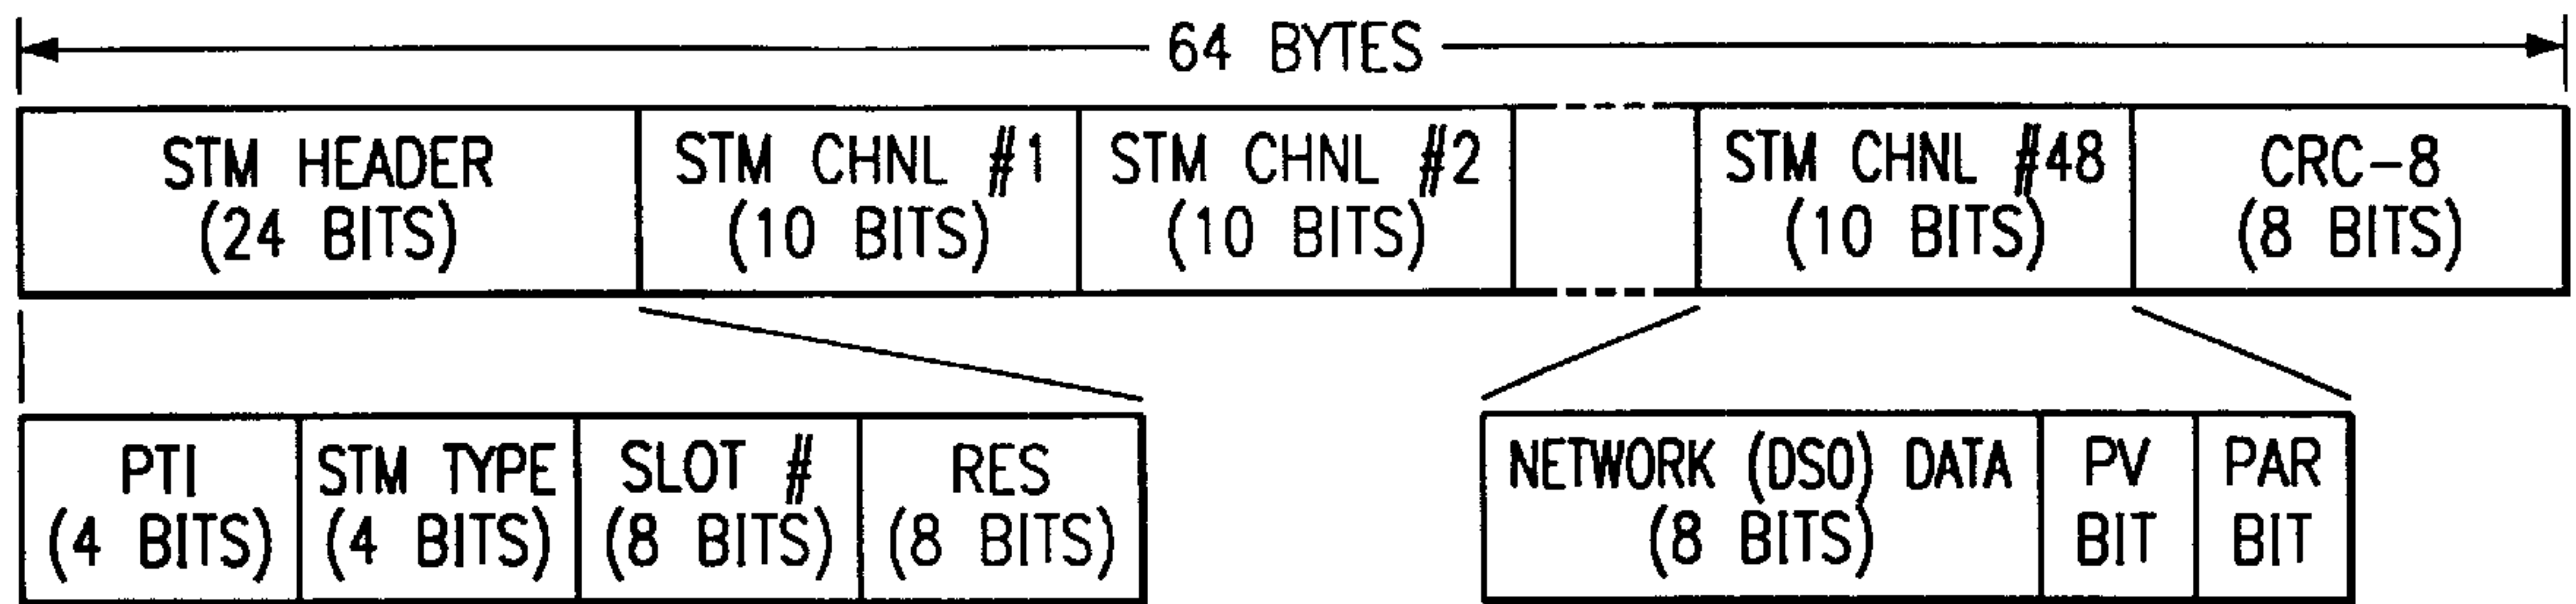 64 BYTES
STM HEADER
(24 BITS)
STM CHNL #1
(10 BITS)
STM CHNL #2
(10 BITS)
STM CHNL #48
(10 BITS)
CRC-8
(8 BITS)
PTI
(4 BITS)
STM TYPE
(4 BITS)
SLOT #
(8 BITS)
RES
(8 BITS)
NETWORK (DS0) DATA
(8 BITS)
PV
BIT
PAR
BIT